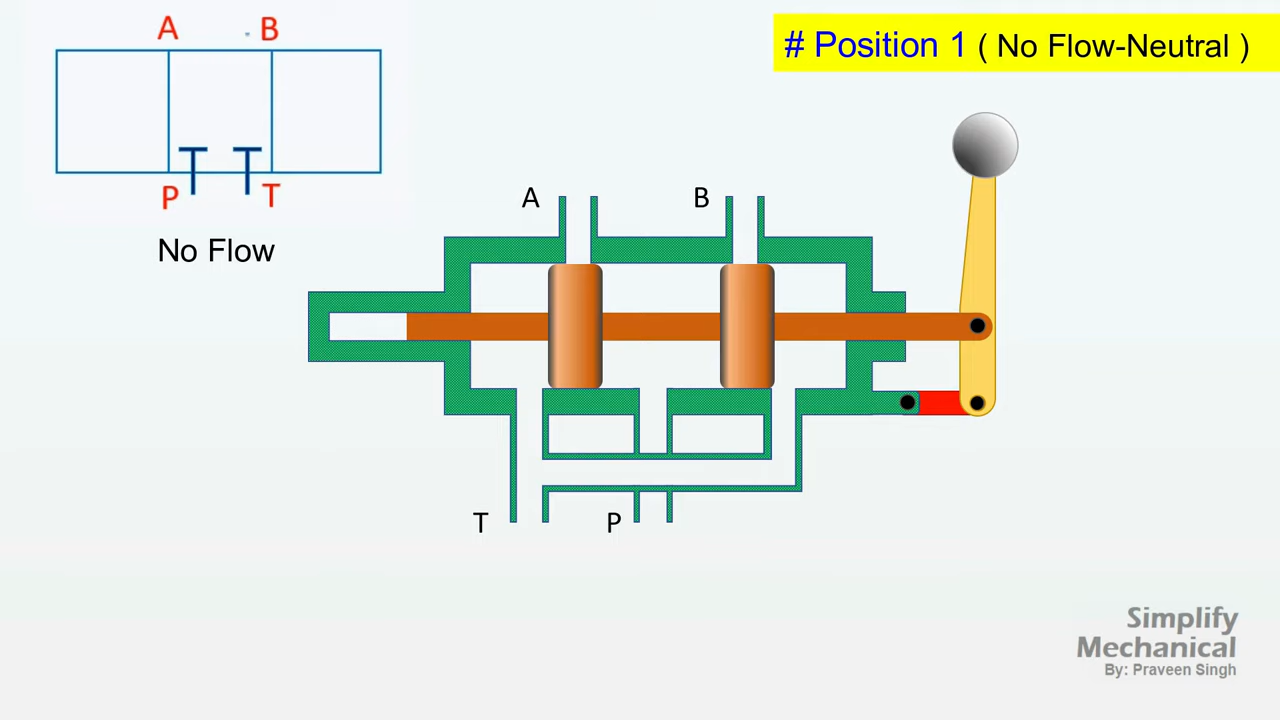 A B
# Position 1 ( No Flow-Neutral )
P T
No Flow
A B
T P
Simplify
Mechanical
By: Praveen Singh